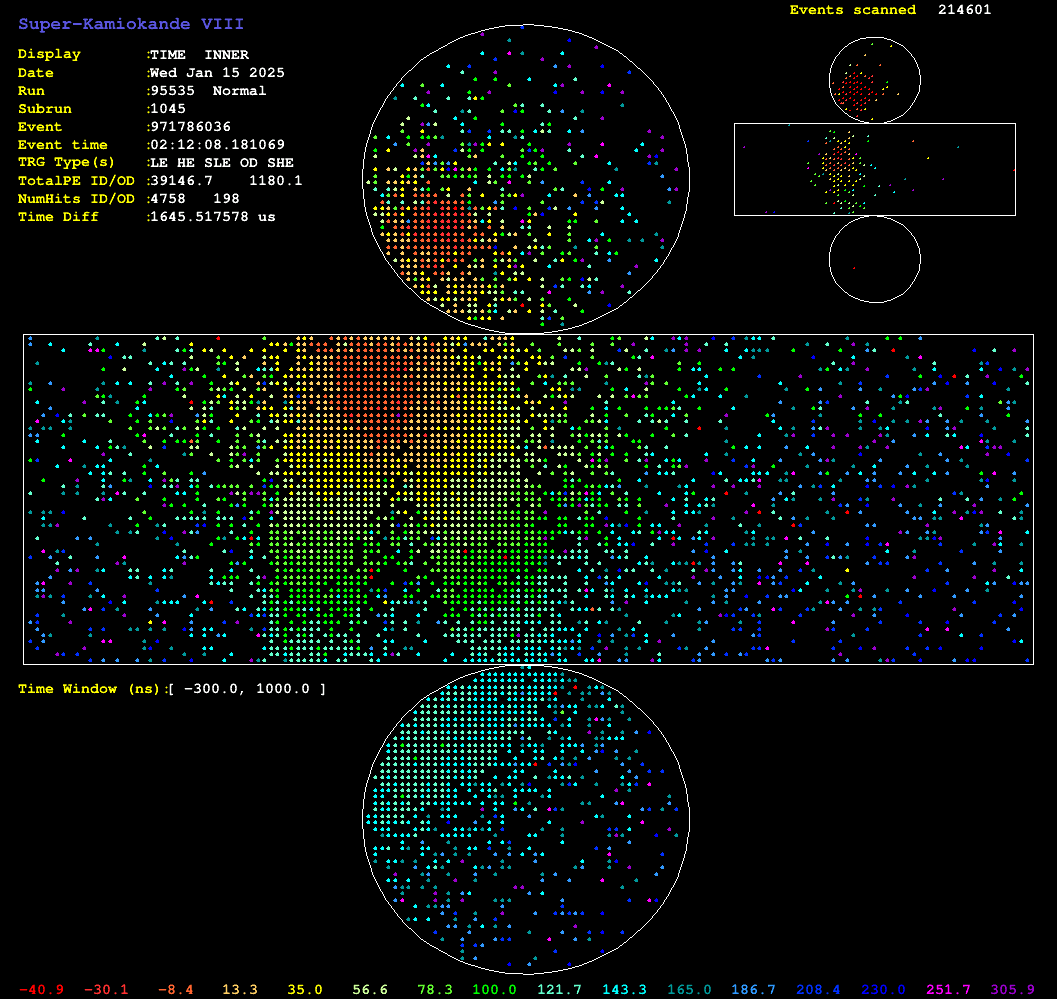 Super-Kamiokande VIII
Events scanned 214601
Display :TIME INNER
Date :Wed Jan 15 2025
Run :95535 Normal
Subrun :1045
Event :971786036
Event time :02:12:08.181069
TRG Type(s) :LE HE SLE OD SHE
TotalPE ID/OD :39146.7 1180.1
NumHits ID/OD :4758 198
Time Diff :1645.517578 us
Time Window (ns):[ -300.0, 1000.0 ]
-40.9 -30.1 -8.4 13.3 35.0 56.6 78.3 100.0 121.7 143.3 165.0 186.7 208.4 230.0 251.7 305.9